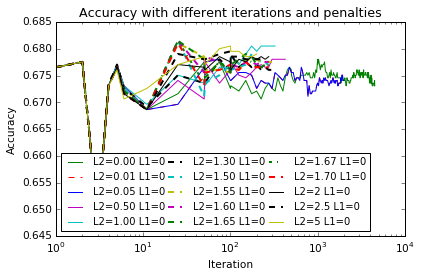 Accuracy with different iterations and penalties
0.685
0.680
0.675
0.670
0.665
0.660
0.655
0.650
0.645
Accuracy
L2=0.00 L1=0
L2=0.01 L1=0
L2=0.05 L1=0
L2=0.50 L1=0
L2=1.00 L1=0
L2=1.30 L1=0
L2=1.50 L1=0
L2=1.55 L1=0
L2=1.60 L1=0
L2=1.65 L1=0
L2=1.67 L1=0
L2=1.70 L1=0
L2=2 L1=0
L2=2.5 L1=0
L2=5 L1=0
10^0
10^1
10^2
10^3
10^4
Iteration